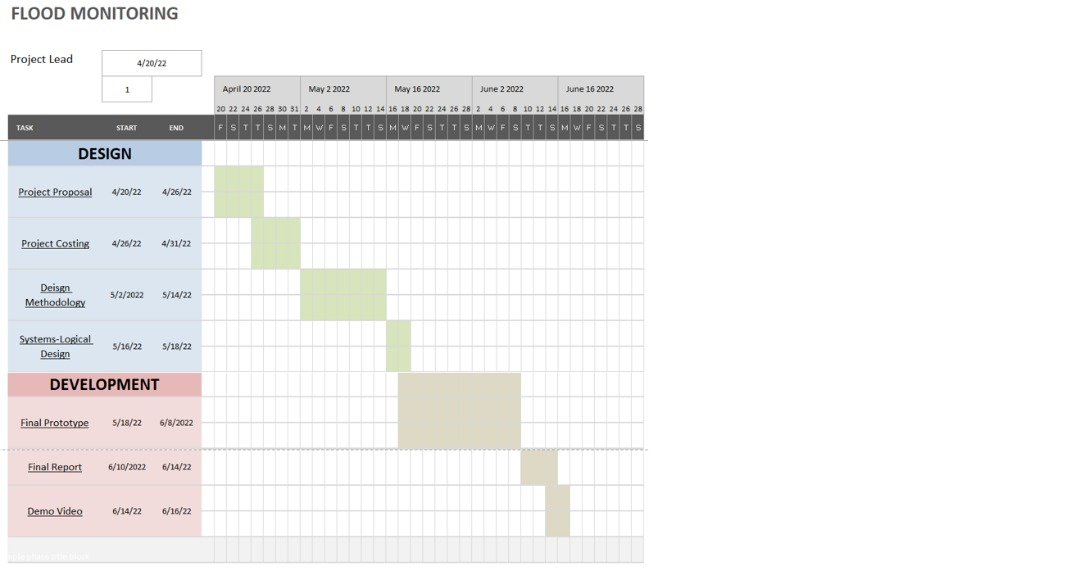 FLOOD MONITORING
Project Lead
4/20/22
1
April 20 2022 May 2 2022 May 16 2022 June 2 2022 June 16 2022
20 22 24 26 28 30 31 2 4 6 8 10 12 14 16 18 20 22 24 26 28 2 4 6 8 10 12 14 16 18 20 22 24 26 28
TASK START END F S T T S M T M W F S T T S M W F S T T S M W F S T T S M W F S T T S
DESIGN
Project Proposal 4/20/22 4/26/22
Project Costing 4/26/22 4/31/22
Deisgn
Methodology 5/2/2022 5/14/22
Systems-Logical
Design 5/16/22 5/18/22
DEVELOPMENT
Final Prototype 5/18/22 6/8/2022
Final Report 6/10/2022 6/14/22
Demo Video 6/14/22 6/16/22